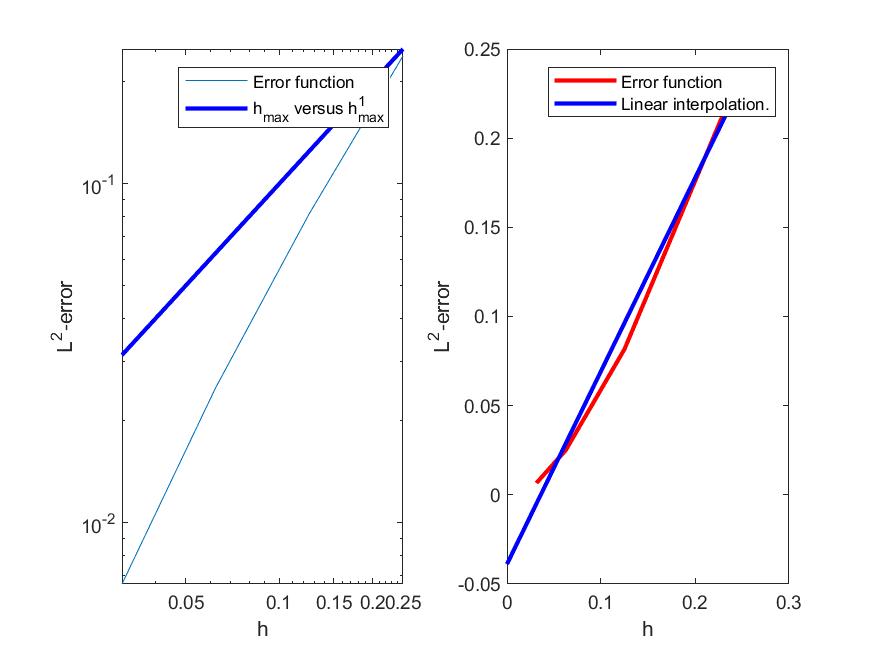 Error function
h_max versus h^1_max
10^-1
10^-2
L^2-error
0.05 0.1 0.15 0.20 0.25
h
Error function
Linear interpolation.
0.25
0.2
0.15
0.1
0.05
0
-0.05
L^2-error
0 0.1 0.2 0.3
h